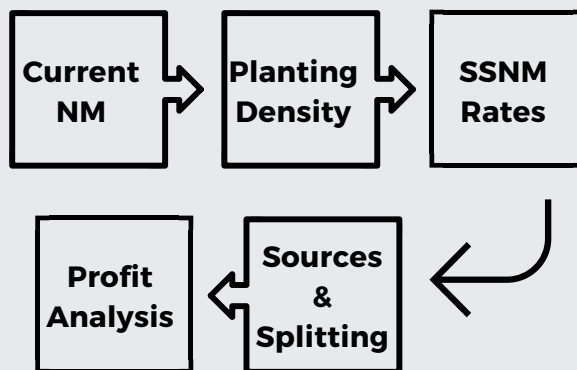 Current
NM
Planting
Density
SSNM
Rates
Sources
&
Splitting
Profit
Analysis